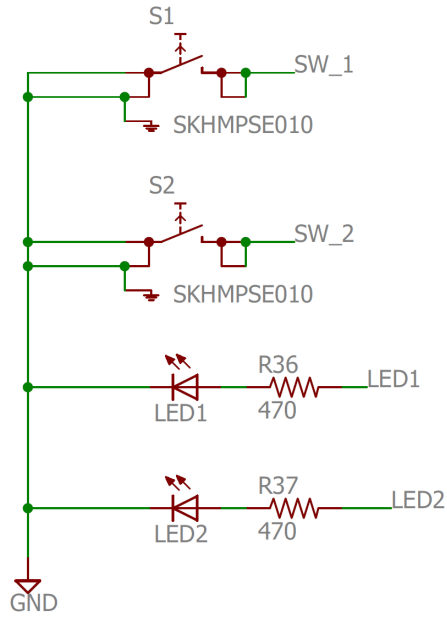 S1
SW_1
SKHMPSE010
S2
SW_2
SKHMPSE010
R36
LED1
LED1
470
R37
LED2
LED2
470
GND